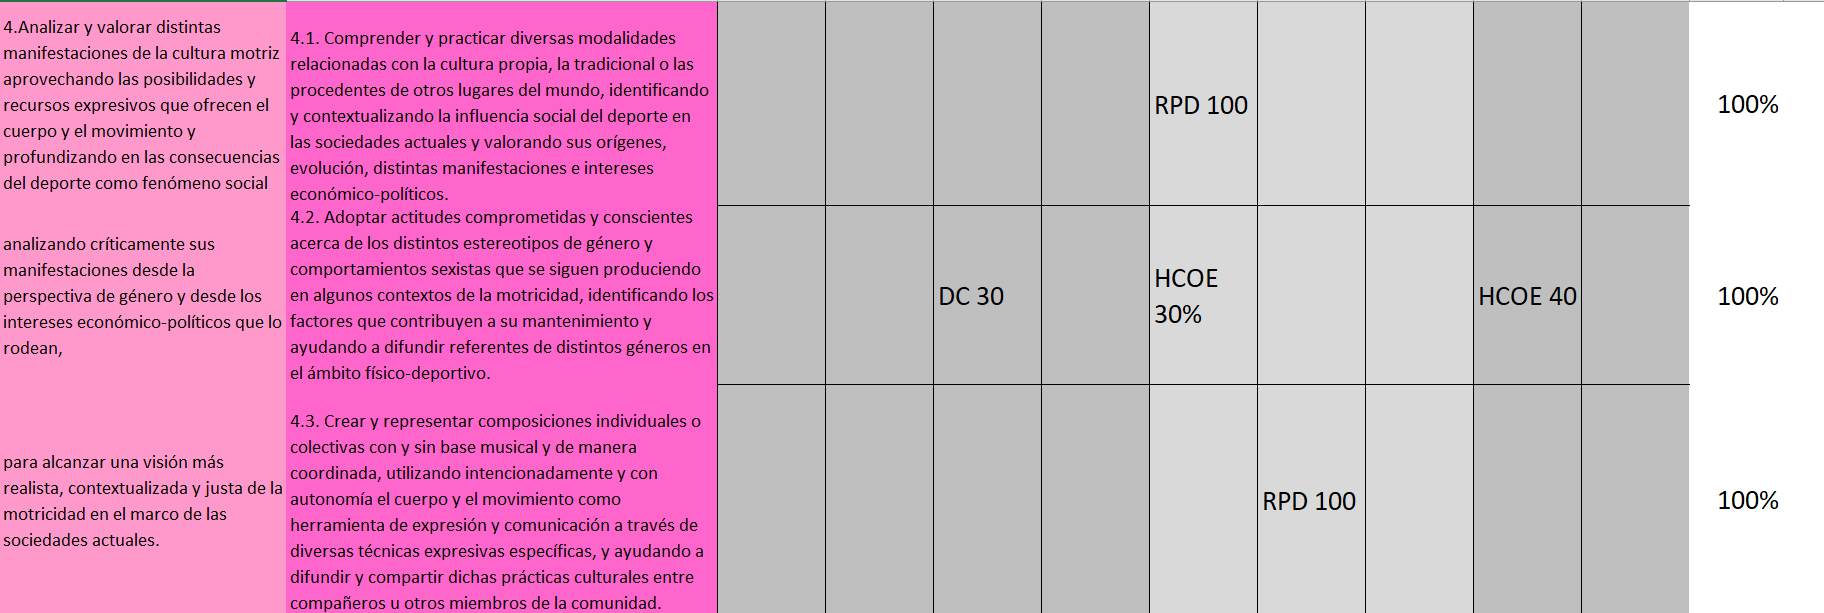 4.Analizar y valorar distintas
manifestaciones de la cultura motriz
aprovechando las posibilidades y
recursos expresivos que ofrecen el
cuerpo y el movimiento y
profundizando en las consecuencias
del deporte como fenómeno social
4.1. Comprender y practicar diversas modalidades
relacionadas con la cultura propia, la tradicional o las
procedentes de otros lugares del mundo, identificando
y contextualizando la influencia social del deporte en
las sociedades actuales y valorando sus orígenes,
evolución, distintas manifestaciones e intereses
económico-políticos.
RPD 100
100%
analizando críticamente sus
manifestaciones desde la
perspectiva de género y desde los
intereses económico-políticos que lo
rodean,
4.2. Adoptar actitudes comprometidas y conscientes
acerca de los distintos estereotipos de género y
comportamientos sexistas que se siguen produciendo
en algunos contextos de la motricidad, identificando los
factores que contribuyen a su mantenimiento y
ayudando a difundir referentes de distintos géneros en
el ámbito físico-deportivo.
DC 30
HCOE
30%
HCOE 40
100%
para alcanzar una visión más
realista, contextualizada y justa de la
motricidad en el marco de las
sociedades actuales.
4.3. Crear y representar composiciones individuales o
colectivas con y sin base musical y de manera
coordinada, utilizando intencionadamente y con
autonomía el cuerpo y el movimiento como
herramienta de expresión y comunicación a través de
diversas técnicas expresivas específicas, y ayudando a
difundir y compartir dichas prácticas culturales entre
compañeros u otros miembros de la comunidad.
RPD 100
100%